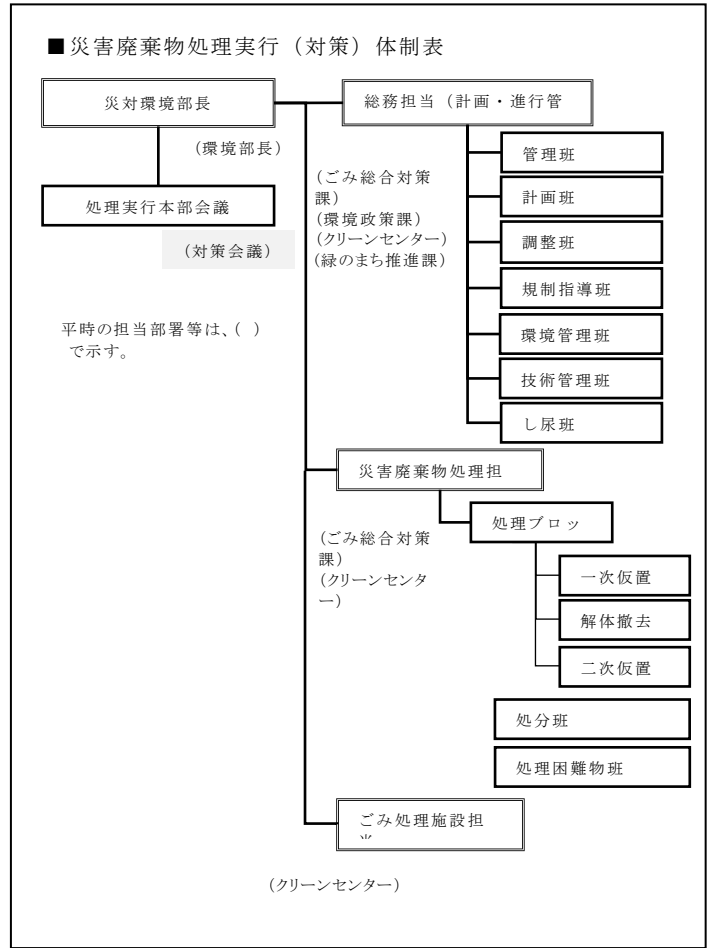 ■災害廃棄物処理実行（対策）体制表
災対環境部長
（環境部長）
処理実行本部会議
（対策会議）
平時の担当部署等は、（ ）
で示す。
総務担当（計画・進行管
（ごみ総合対策
課）
（環境政策課）
（クリーンセンター）
（緑のまち推進課）
管理班
計画班
調整班
規制指導班
環境管理班
技術管理班
し尿班
災害廃棄物処理担
（ごみ総合対策
課）
（クリーンセンタ
ー）
処理ブロッ
一次仮置
解体撤去
二次仮置
処分班
処理困難物班
ごみ処理施設担
（クリーンセンター）